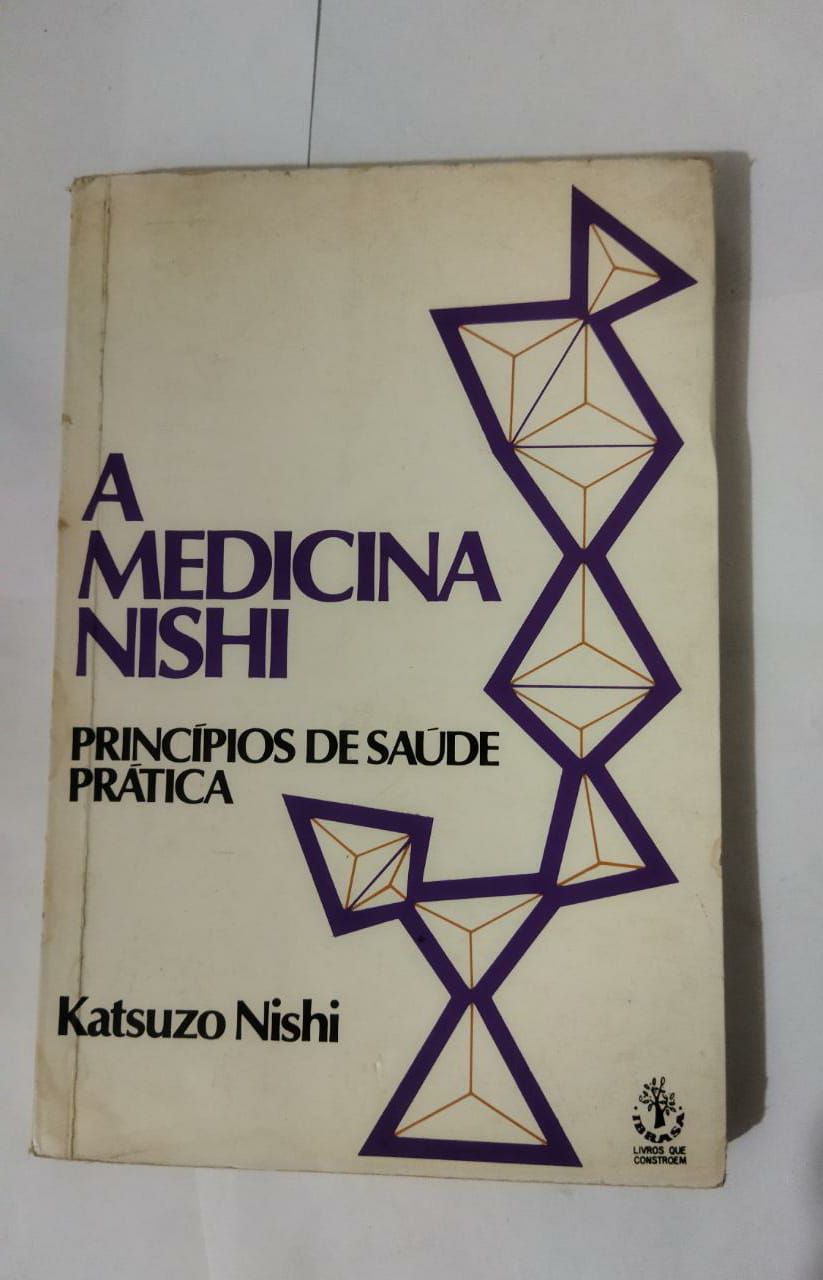 A
MEDICINA
NISHI
PRINCÍPIOS DE SAÚDE
PRÁTICA
Katsuzo Nishi
IBRASA
LIVROS QUE
CONSTROEM